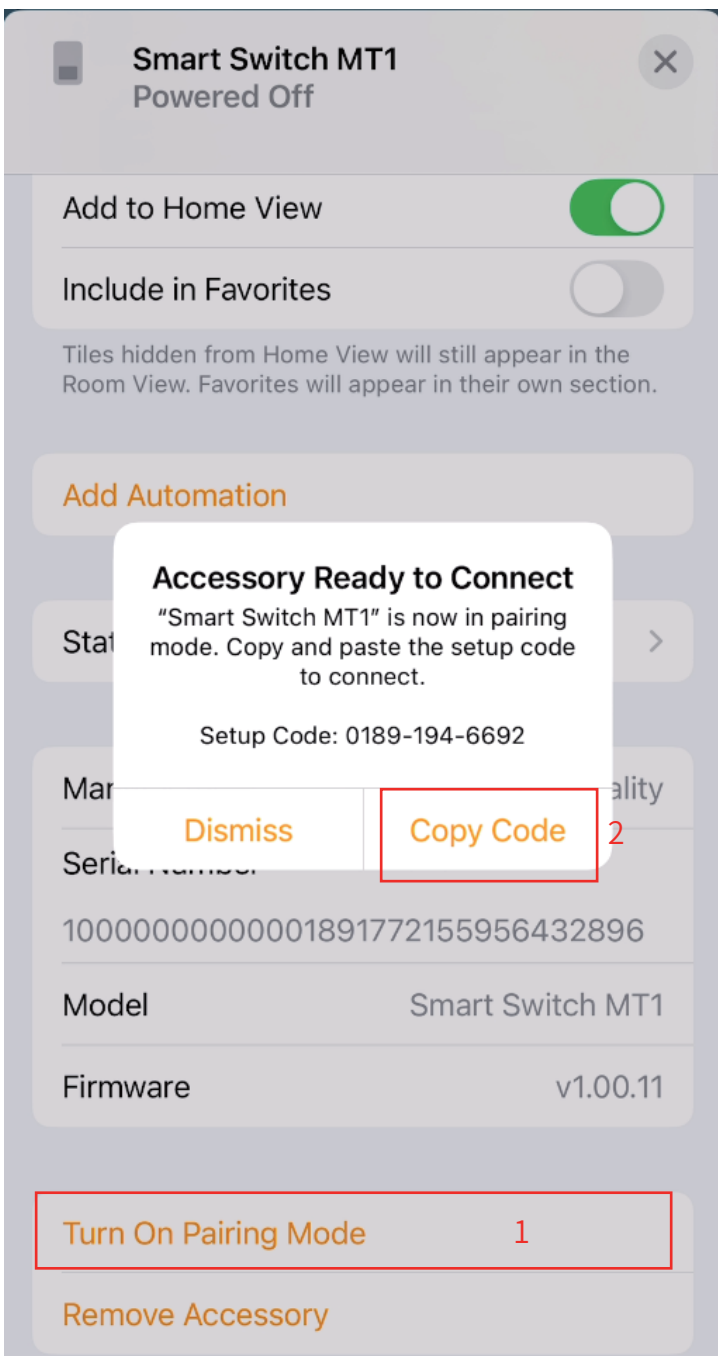 Smart Switch MT1
Powered Off
Add to Home View
Include in Favorites
Tiles hidden from Home View will still appear in the
Room View. Favorites will appear in their own section.
Add Automation
Accessory Ready to Connect
“Smart Switch MT1” is now in pairing
mode. Copy and paste the setup code
to connect.
Setup Code: 0189-194-6692
Dismiss
Copy Code
2
Serial Number
10000000000001891772155956432896
Model
Smart Switch MT1
Firmware
v1.00.11
Turn On Pairing Mode
1
Remove Accessory